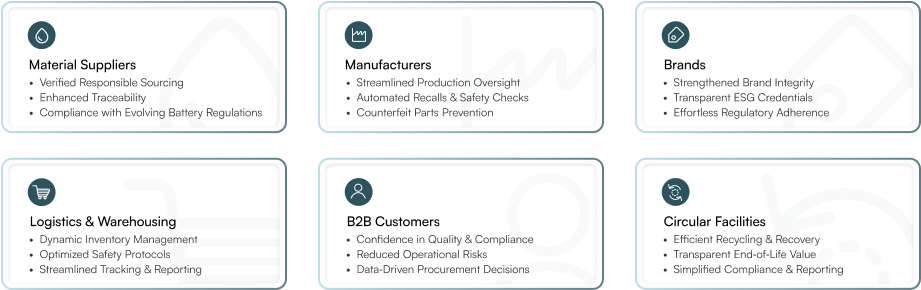 Material Suppliers
• Verified Responsible Sourcing
• Enhanced Traceability
• Compliance with Evolving Battery Regulations
Manufacturers
• Streamlined Production Oversight
• Automated Recalls & Safety Checks
• Counterfeit Parts Prevention
Brands
• Strengthened Brand Integrity
• Transparent ESG Credentials
• Effortless Regulatory Adherence
Logistics & Warehousing
• Dynamic Inventory Management
• Optimized Safety Protocols
• Streamlined Tracking & Reporting
B2B Customers
• Confidence in Quality & Compliance
• Reduced Operational Risks
• Data-Driven Procurement Decisions
Circular Facilities
• Efficient Recycling & Recovery
• Transparent End-of-Life Value
• Simplified Compliance & Reporting